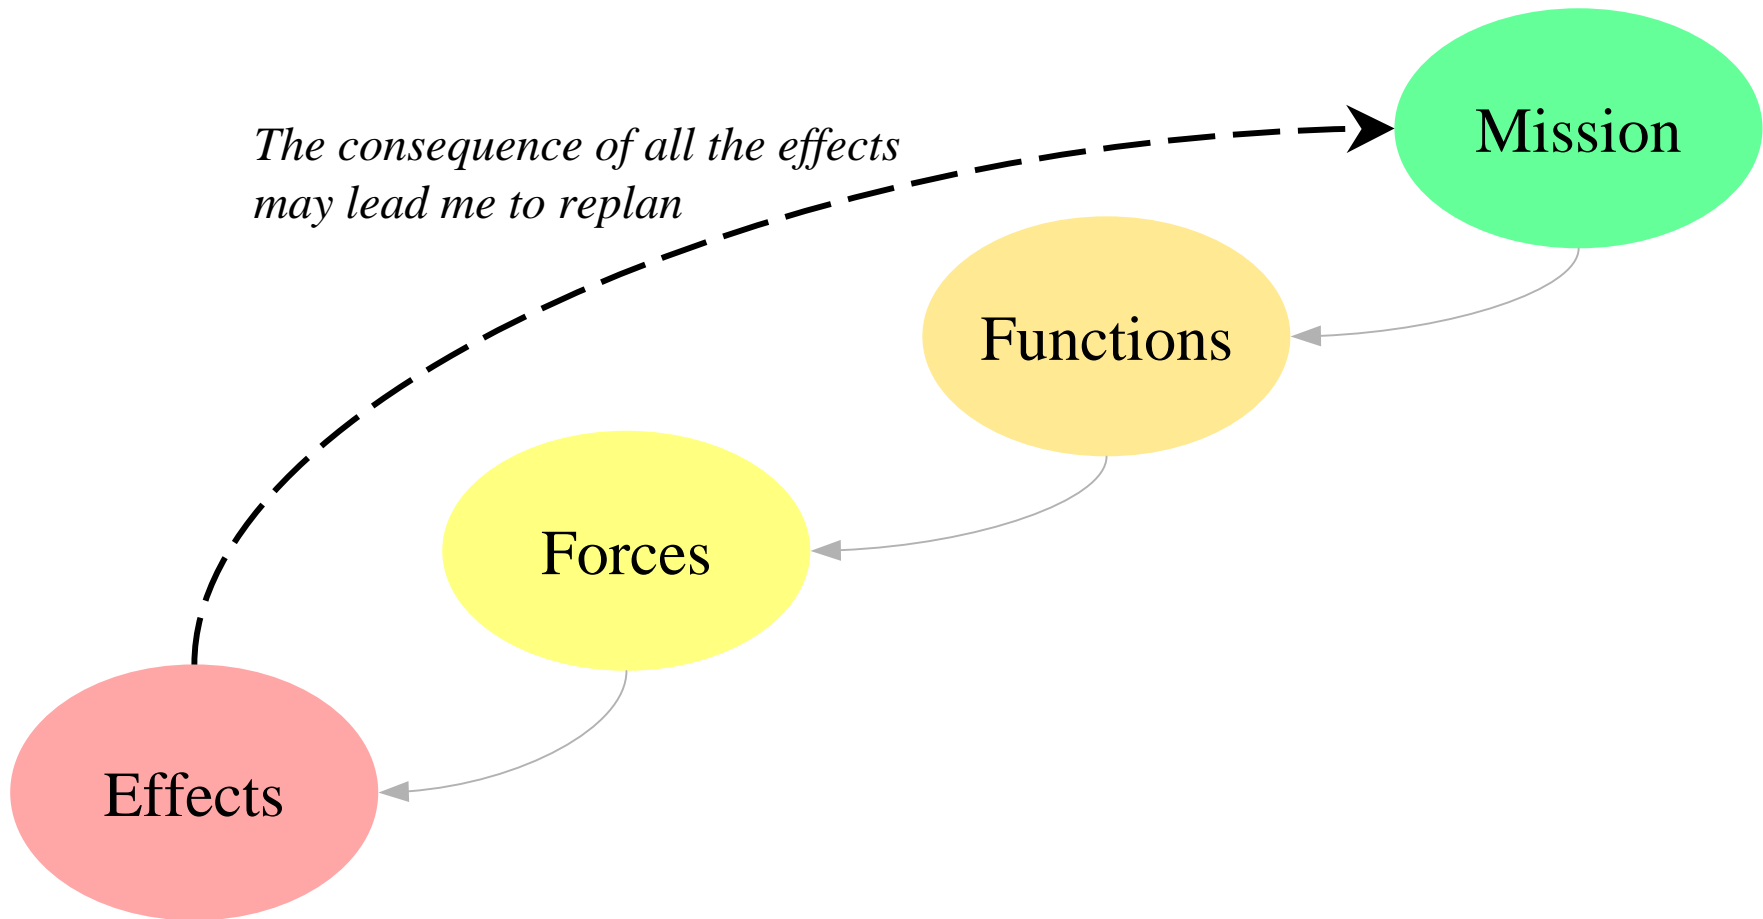 The consequence of all the effects
may lead me to replan
Mission
Functions
Forces
Effects